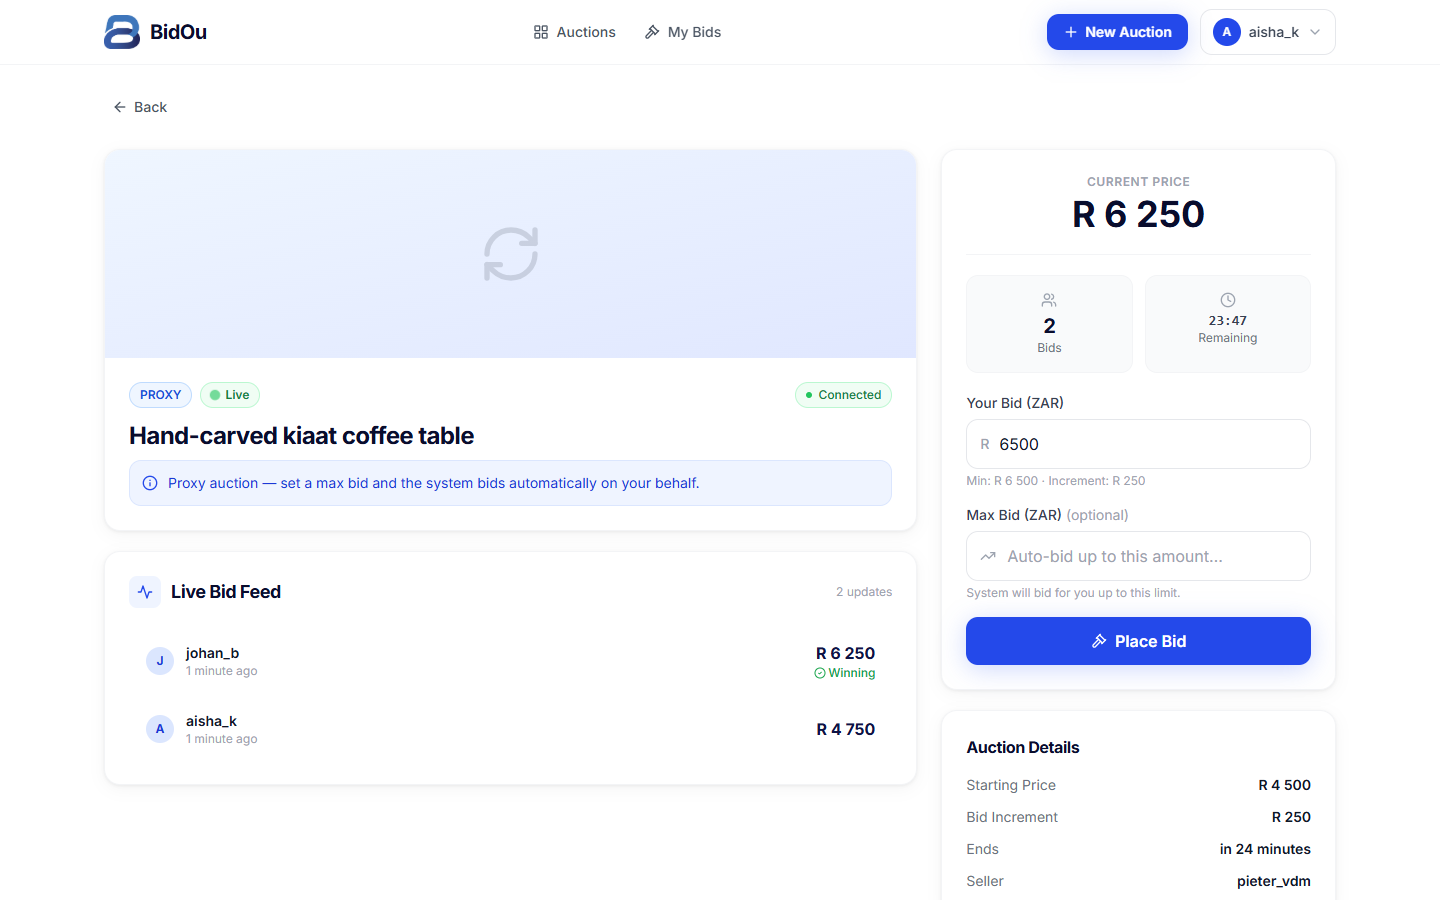 BidOu
Auctions
My Bids
New Auction
A
aisha_k
Back
PROXY
Live
Connected
Hand-carved kiaat coffee table
Proxy auction — set a max bid and the system bids automatically on your behalf.
Live Bid Feed
2 updates
J
johan_b
1 minute ago
R 6 250
Winning
A
aisha_k
1 minute ago
R 4 750
CURRENT PRICE
R 6 250
2
Bids
23:47
Remaining
Your Bid (ZAR)
R 6500
Min: R 6 500 · Increment: R 250
Max Bid (ZAR) (optional)
Auto-bid up to this amount...
System will bid for you up to this limit.
Place Bid
Auction Details
Starting Price R 4 500
Bid Increment R 250
Ends in 24 minutes
Seller pieter_vdm